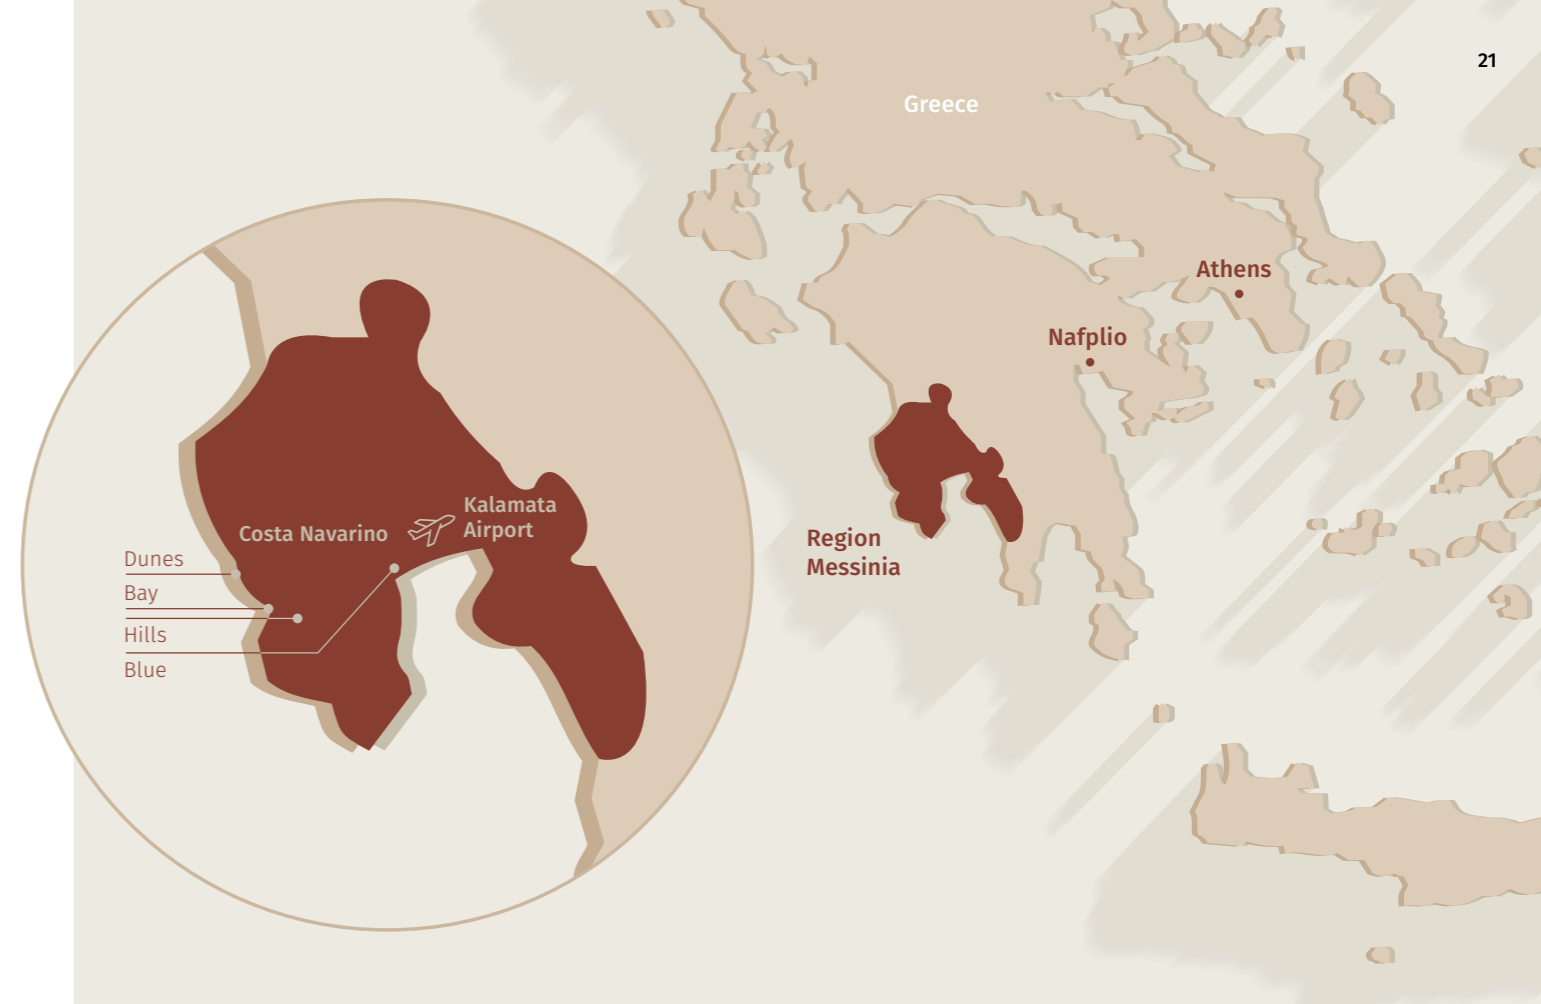 21
Greece
Athens
Nafplio
Region
Messinia
Kalamata
Airport
Costa Navarino
Dunes
Bay
Hills
Blue